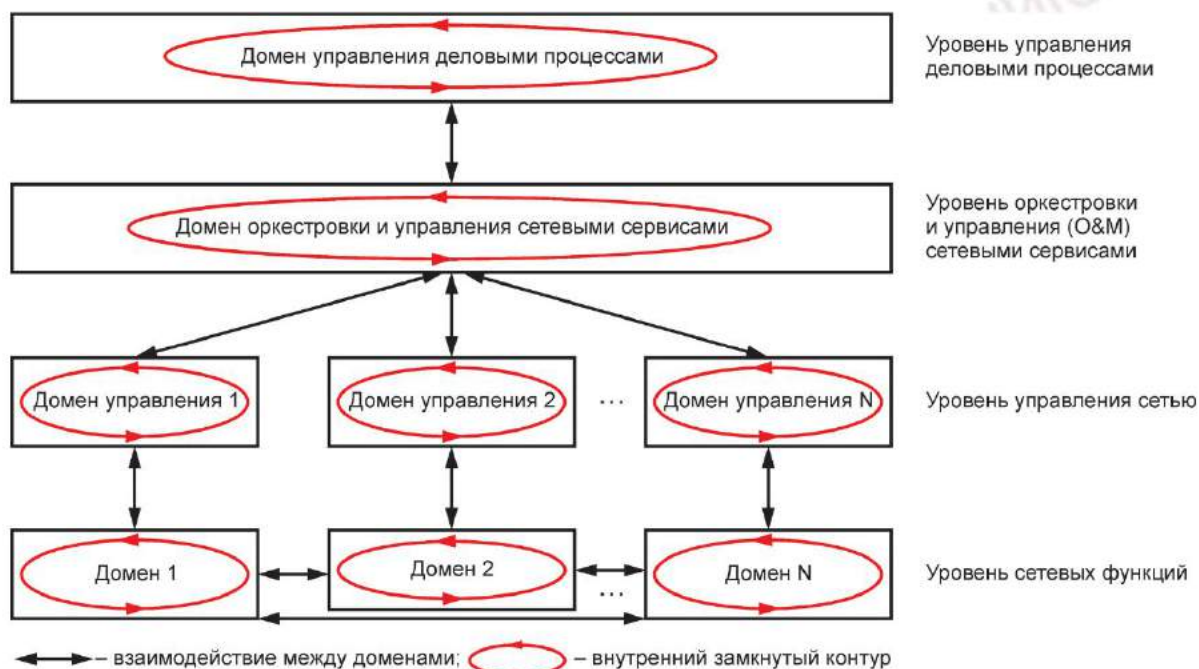 Домен управления деловыми процессами
Уровень управления
деловыми процессами
Домен оркестровки и управления сетевыми сервисами
Уровень оркестровки
и управления (O&M)
сетевыми сервисами
Домен управления 1
Домен управления 2
...
Домен управления N
Уровень управления сетью
Домен 1
Домен 2
...
Домен N
Уровень сетевых функций
– взаимодействие между доменами; – внутренний замкнутый контур